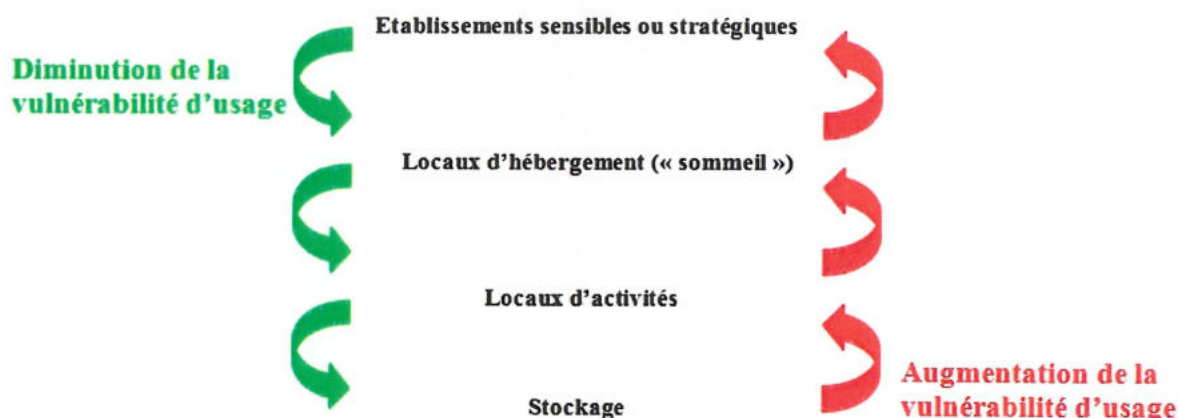 Etablissements sensibles ou stratégiques
Diminution de la
vulnérabilité d’usage
Locaux d’hébergement (« sommeil »)
Locaux d’activités
Augmentation de la
vulnérabilité d’usage
Stockage